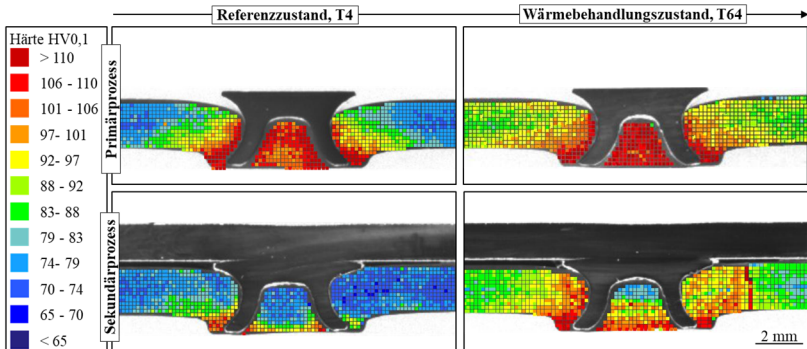 Referenzzustand, T4
Wärmebehandlungszustand, T64
Härte HV0,1
> 110
106 - 110
101 - 106
97- 101
92 - 97
88 - 92
83- 88
79 - 83
74- 79
70 - 74
65 - 70
< 65
Primärprozess
Sekundärprozess
2 mm